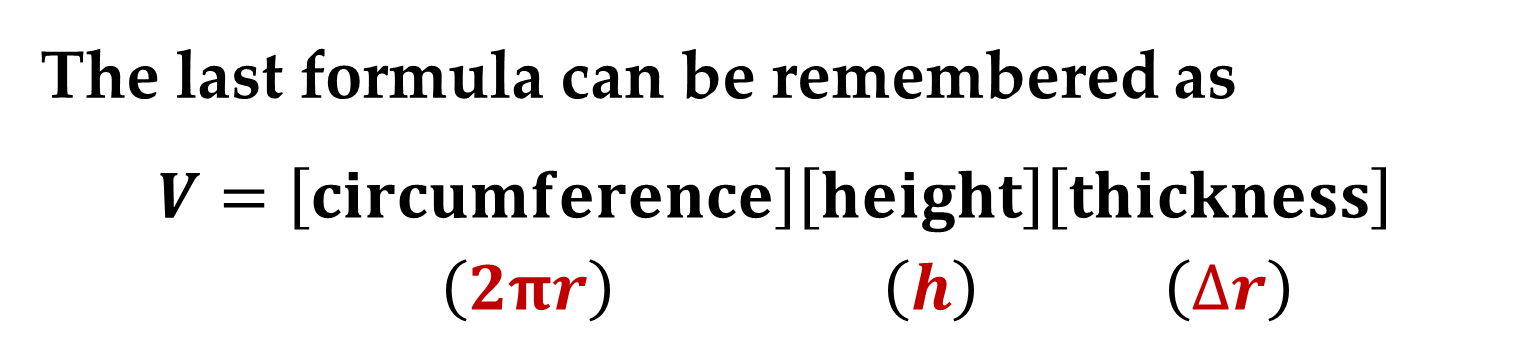 The last formula can be remembered as
V = [circumference][height][thickness]
(2πr) (h) (Δr)